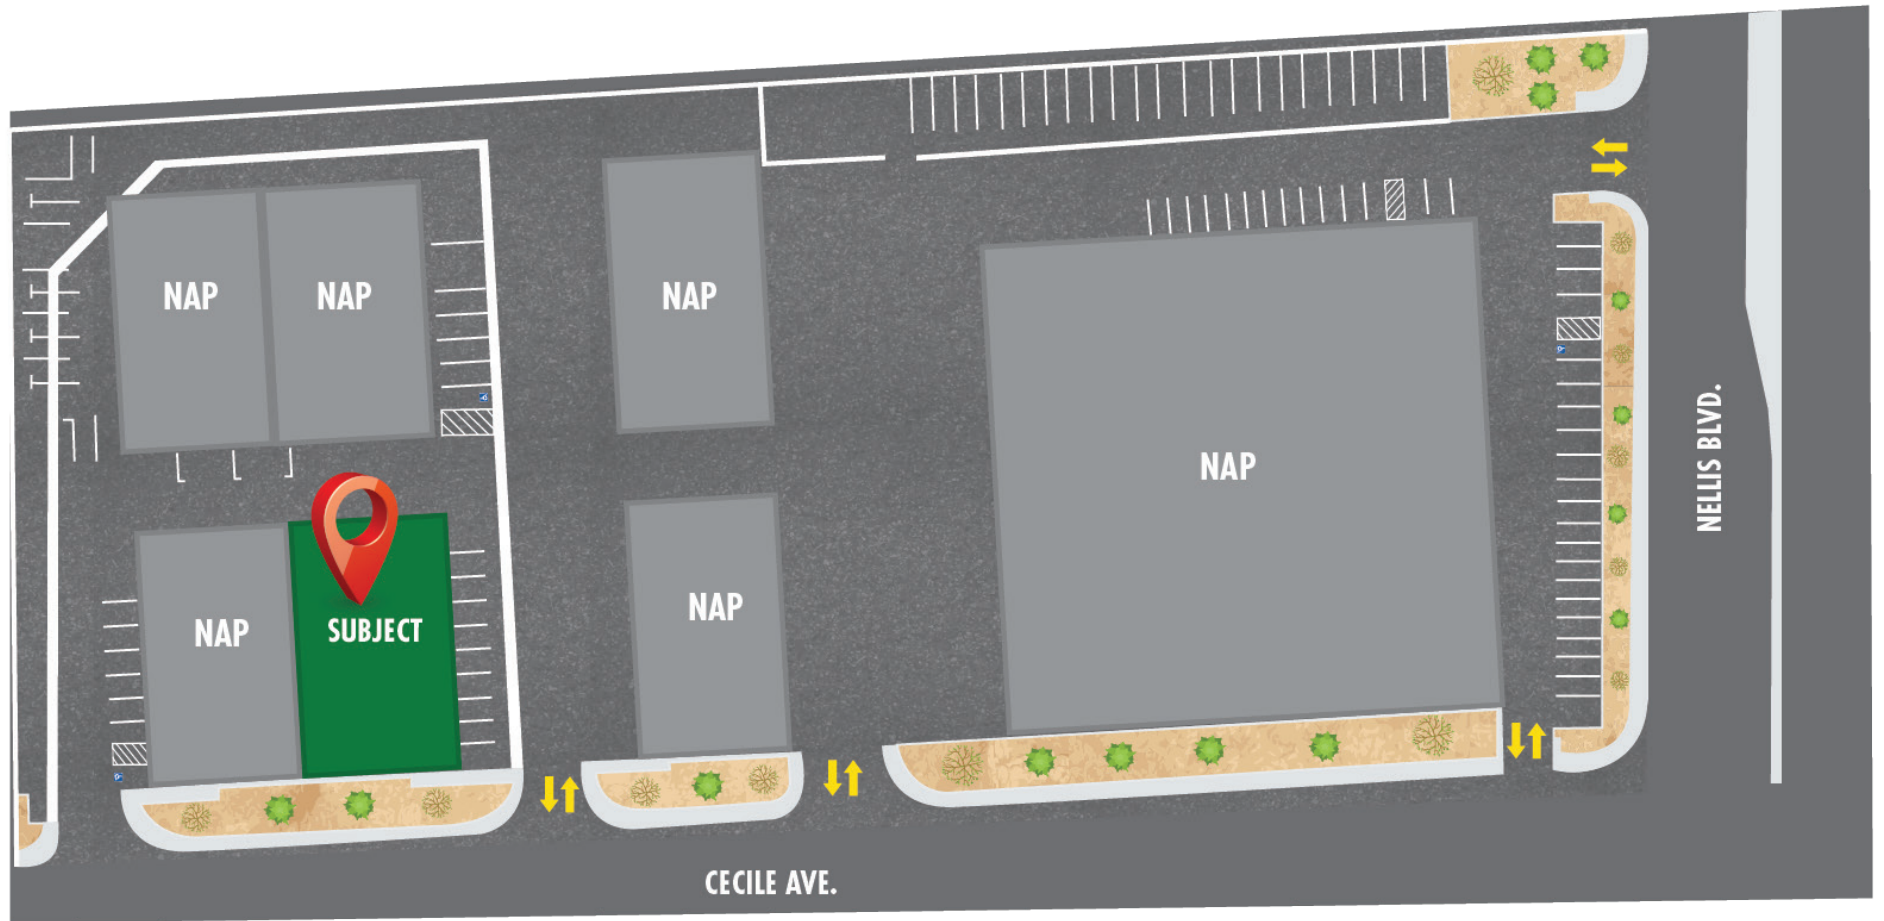 NAP
NAP
NAP
NAP
NAP
SUBJECT
NAP
NELLIS BLVD.
CECILE AVE.